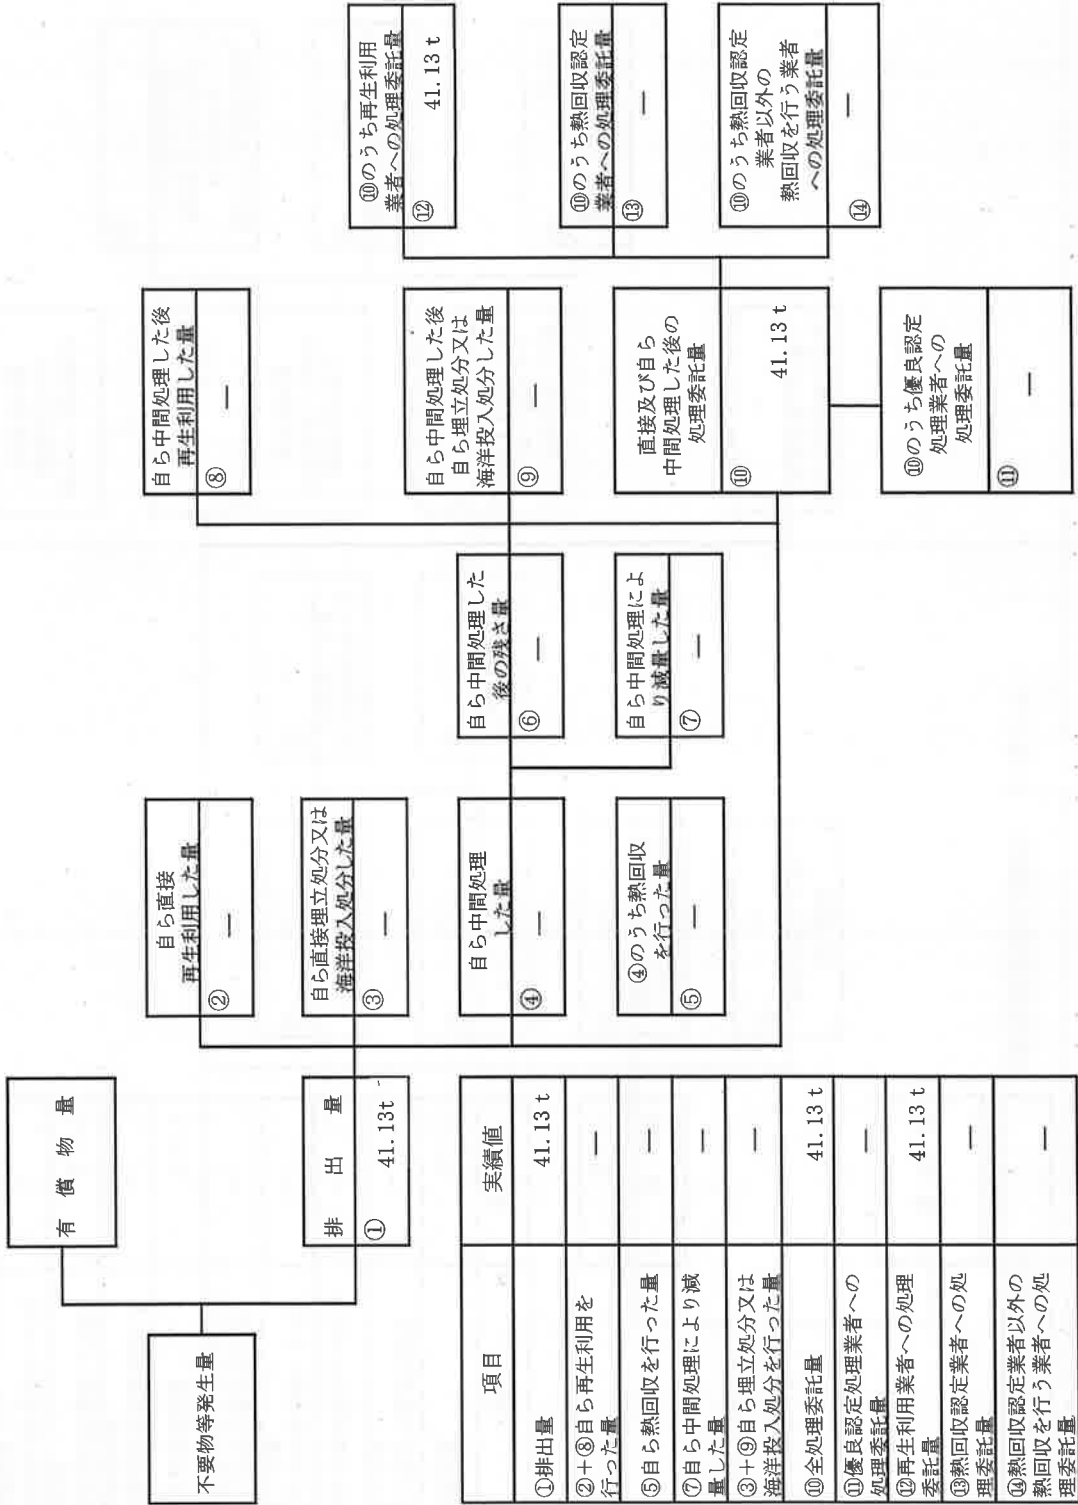 不要物等発生量
有償物量
排出量
① 41.13t
自ら直接
再生利用した量
② —
自ら直接埋立処分又は
海洋投入処分した量
③ —
自ら中間処理
した量
④ —
④のうち熱回収
を行った量
⑤ —
自ら中間処理した
後の残さ量
⑥ —
自ら中間処理によ
り減量した量
⑦ —
自ら中間処理した後
再生利用した量
⑧ —
自ら中間処理した後
自ら埋立処分又は
海洋投入処分した量
⑨ —
直接及び自ら
中間処理した後の
処理委託量
⑩ 41.13 t
⑩のうち優良認定
処理業者への
処理委託量
⑪ —
⑩のうち再生利用
業者への処理委託量
⑫ 41.13 t
⑩のうち熱回収認定
業者への処理委託量
⑬ —
⑩のうち熱回収認定
業者以外の
熱回収を行う業者
への処理委託量
⑭ —
項目 実績値
①排出量 41.13 t
②+⑧自ら再生利用を
行った量 —
⑤自ら熱回収を行った量 —
⑦自ら中間処理により減
量した量 —
③+⑨自ら埋立処分又は
海洋投入処分を行った量 —
⑩全処理委託量 41.13 t
⑪優良認定処理業者への
処理委託量 —
⑫再生利用業者への処理
委託量 41.13 t
⑬熱回収認定業者への処
理委託量 —
⑭熱回収認定業者以外の
熱回収を行う業者への処
理委託量 —